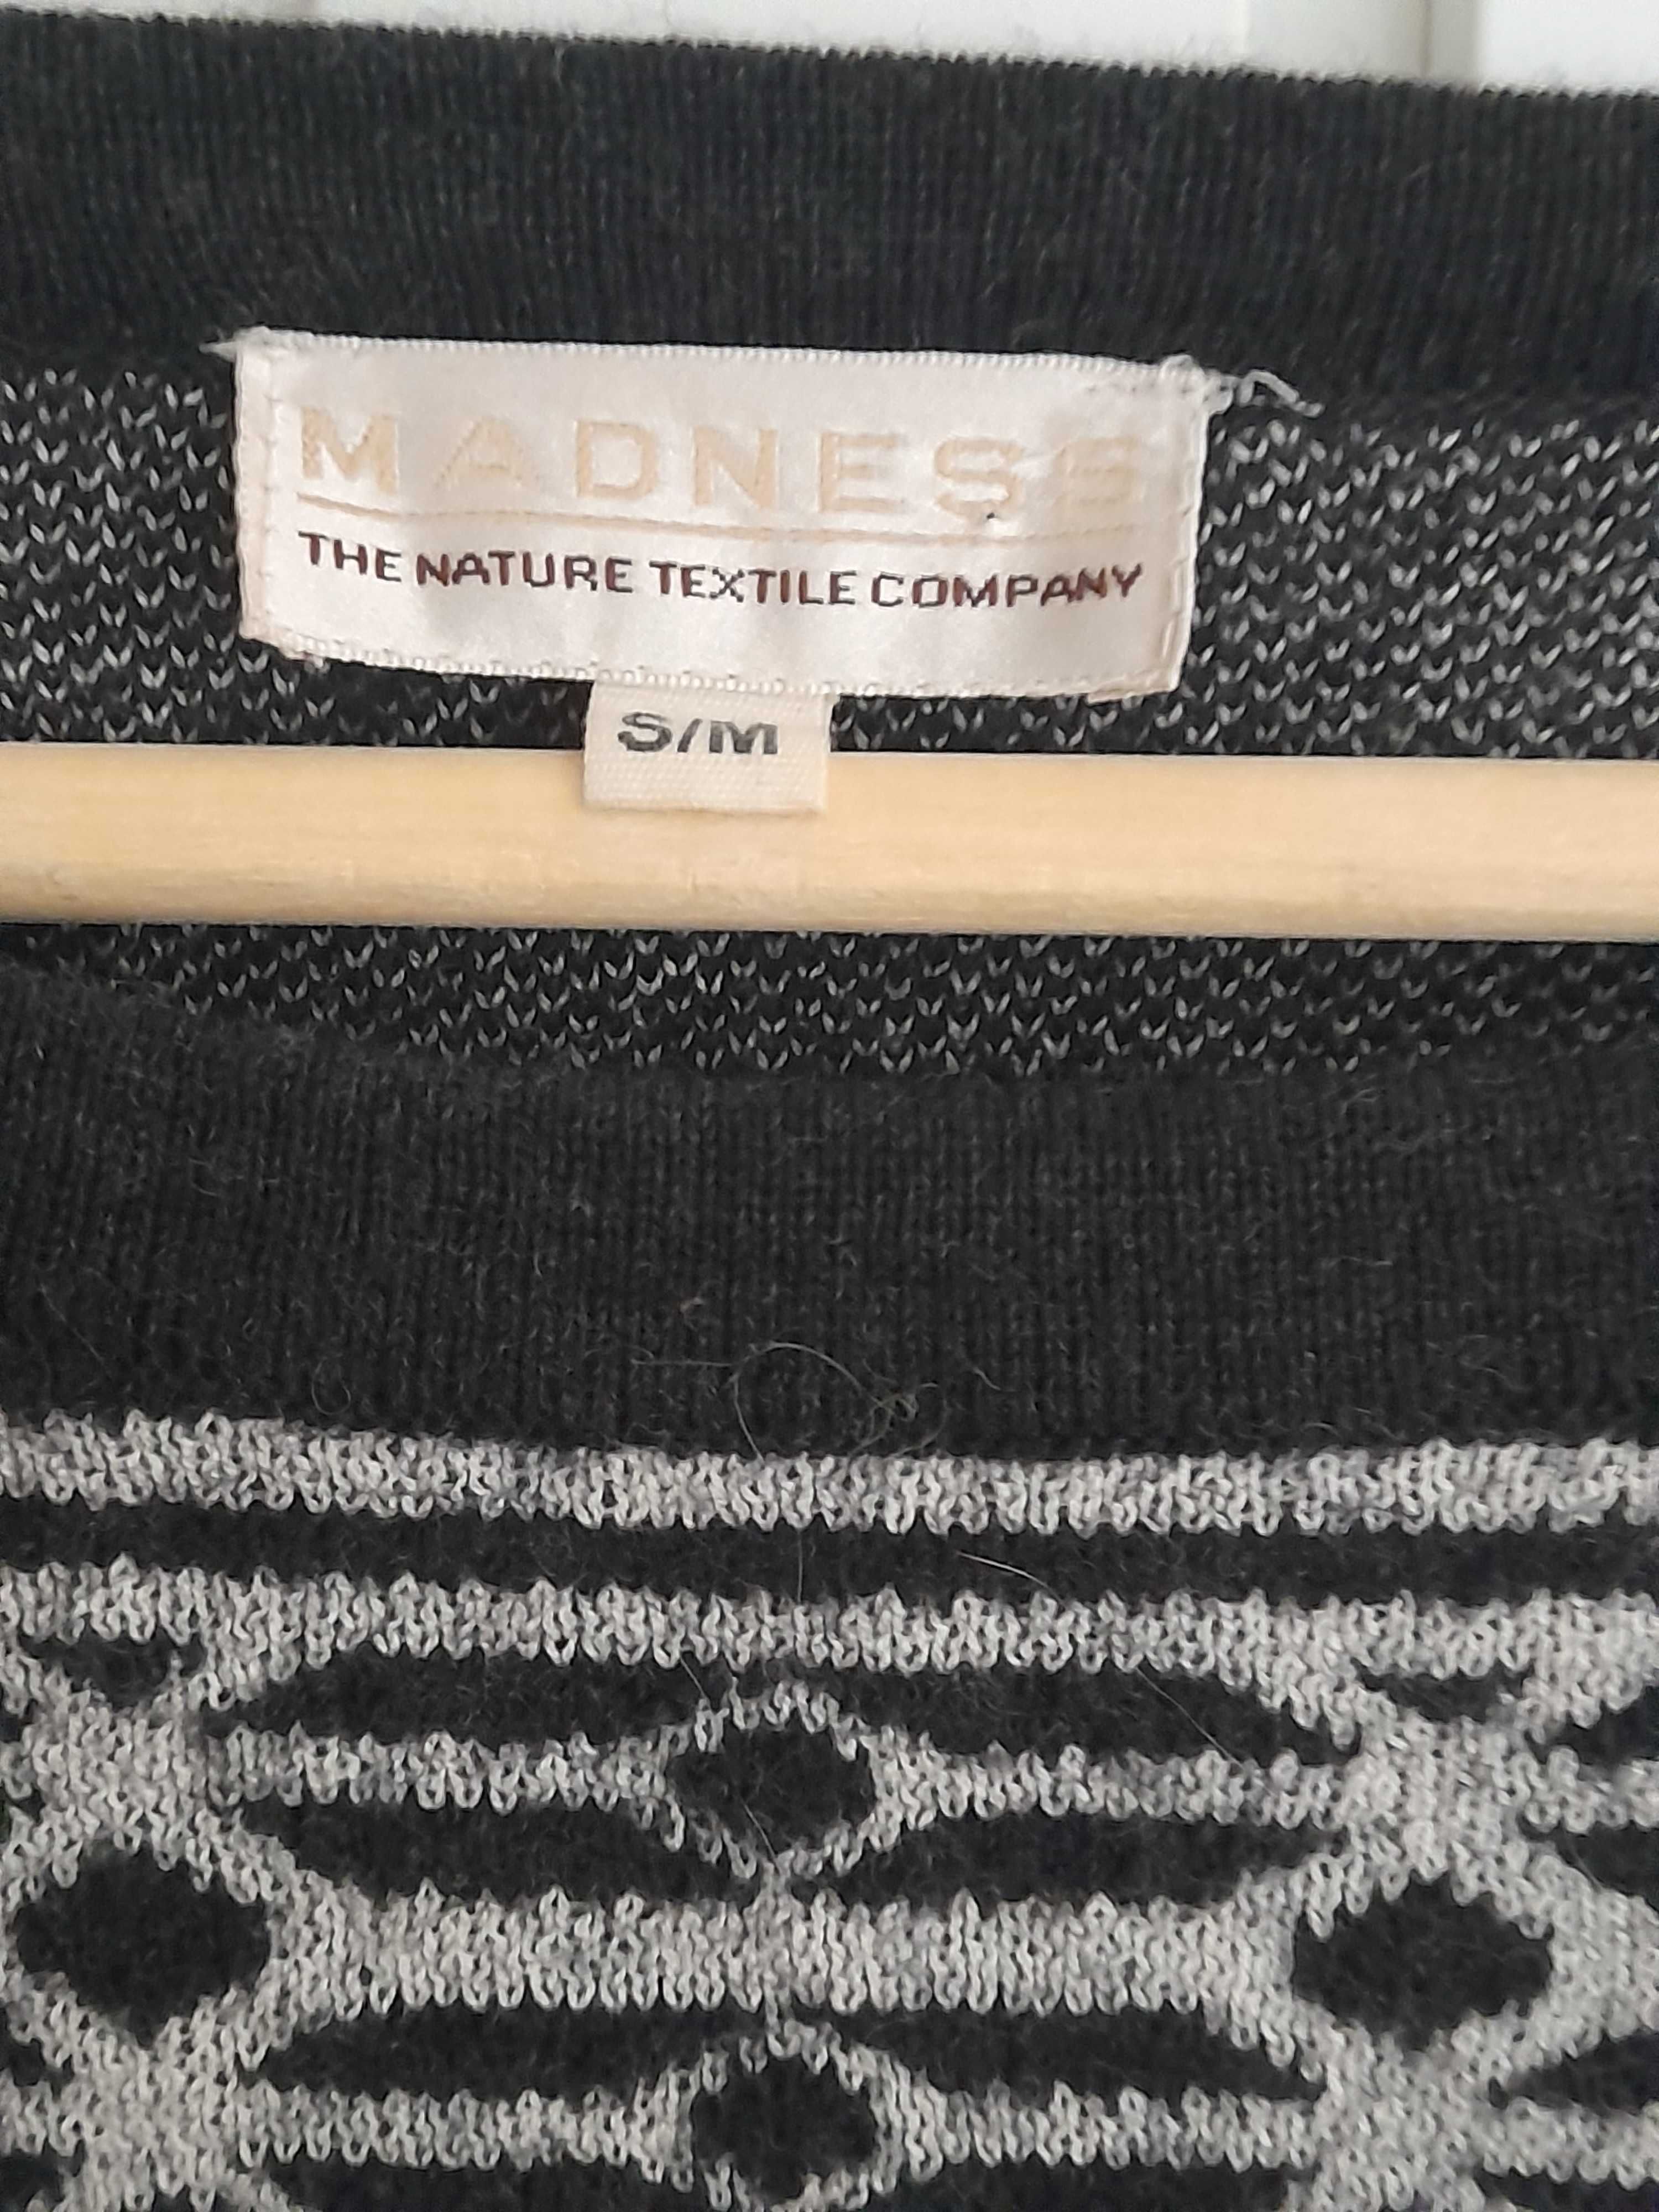 MADNESS
THE NATURE TEXTILE COMPANY
S/M